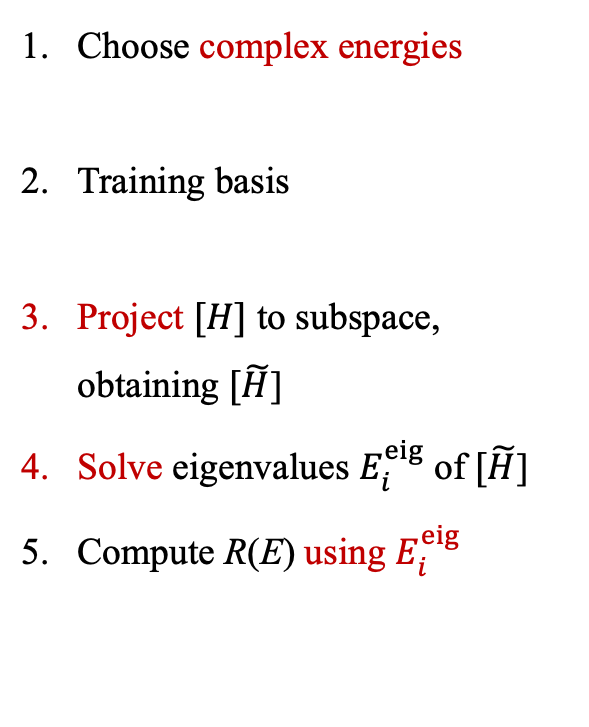 1. Choose complex energies
2. Training basis
3. Project [H] to subspace,
obtaining [H̃]
4. Solve eigenvalues E_i^eig of [H̃]
5. Compute R(E) using E_i^eig